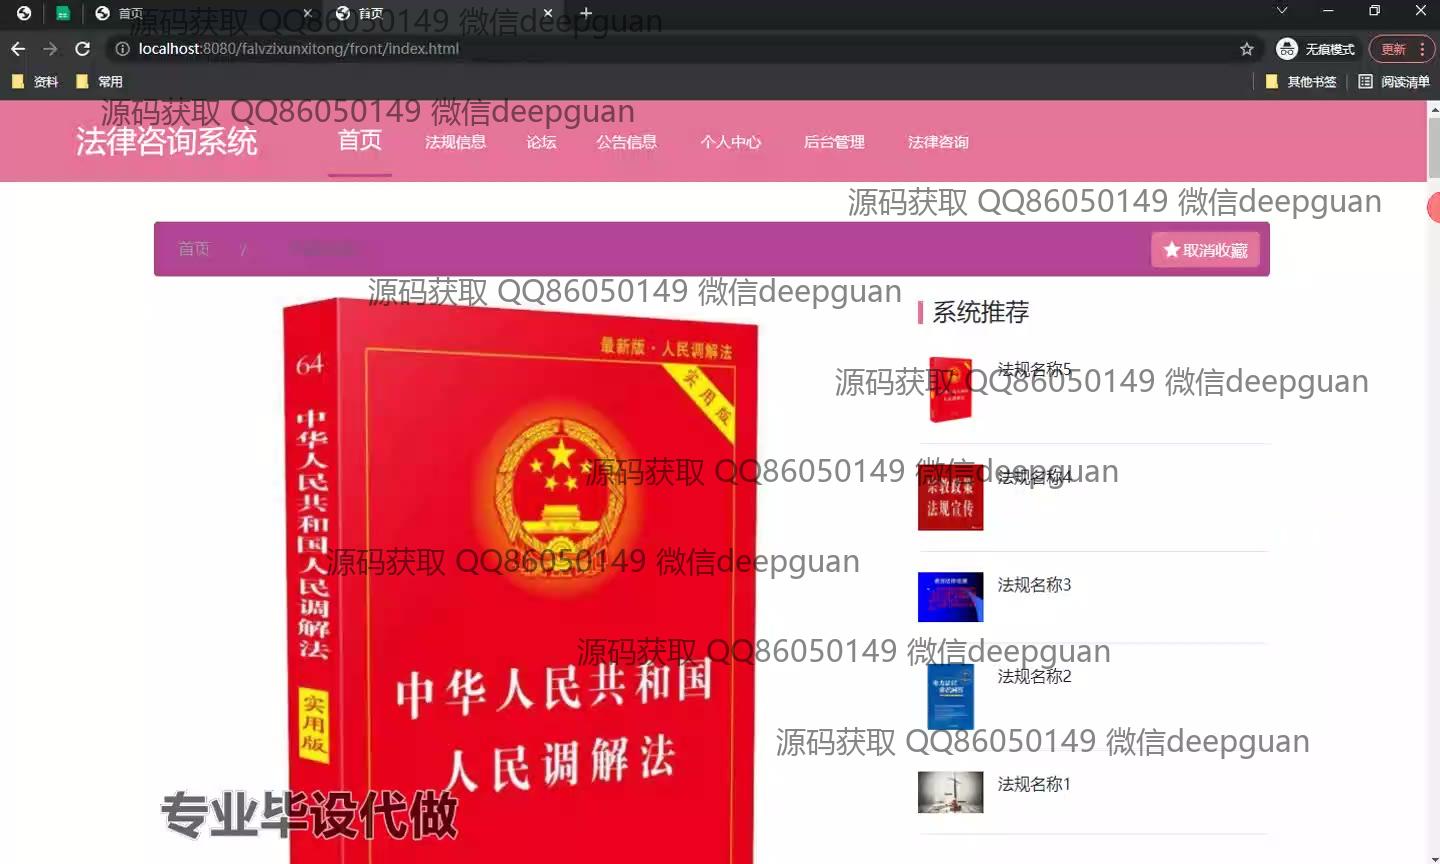 首页
首页
源码获取 QQ86050149 微信deepguan
localhost:8080/falvzixunxitong/front/index.html
无痕模式
更新
资料
常用
其他书签
阅读清单
源码获取 QQ86050149 微信deepguan
法律咨询系统
首页
法规信息
论坛
公告信息
个人中心
后台管理
法律咨询
源码获取 QQ86050149 微信deepguan
首页 /
取消收藏
源码获取 QQ86050149 微信deepguan
系统推荐
64
最新版·人民调解法
实用版
中华人民共和国人民调解法
实用版
法规名称5
源码获取 QQ86050149 微信deepguan
源码获取 QQ86050149 微信deepguan
法规名称4
宗教政策
法规宣传
源码获取 QQ86050149 微信deepguan
法规名称3
源码获取 QQ86050149 微信deepguan
中华人民共和国
人民调解法
法规名称2
源码获取 QQ86050149 微信deepguan
法规名称1
专业毕设代做